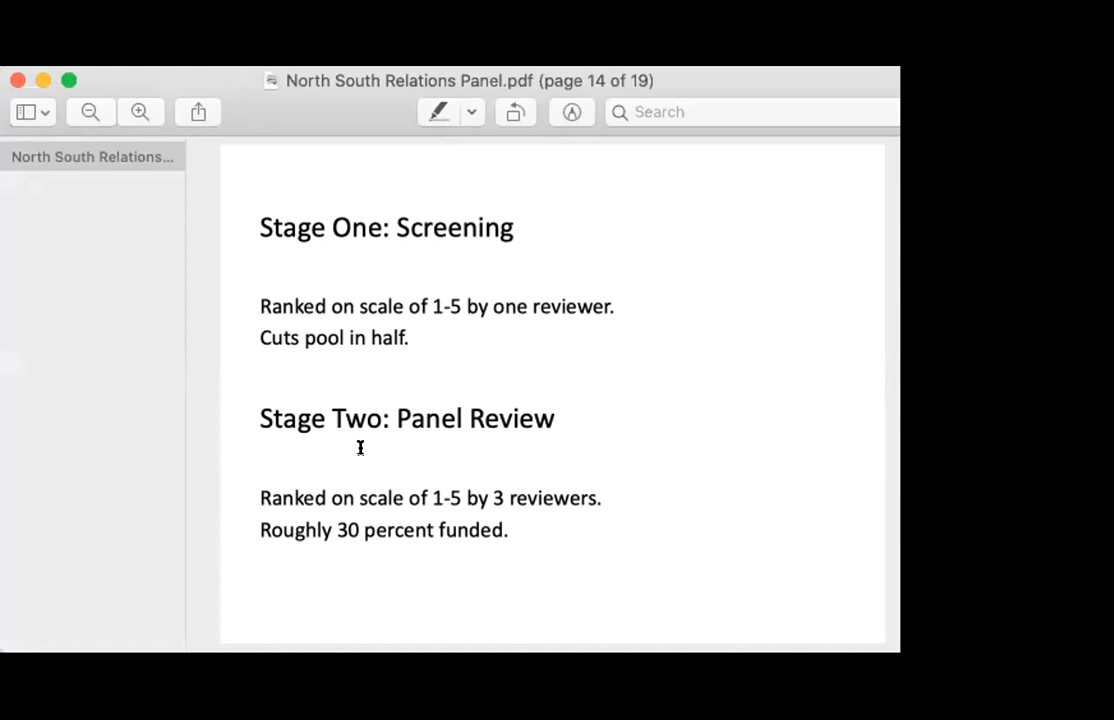 North South Relations Panel.pdf (page 14 of 19)
Search
North South Relations...
Stage One: Screening
Ranked on scale of 1-5 by one reviewer.
Cuts pool in half.
Stage Two: Panel Review
Ranked on scale of 1-5 by 3 reviewers.
Roughly 30 percent funded.